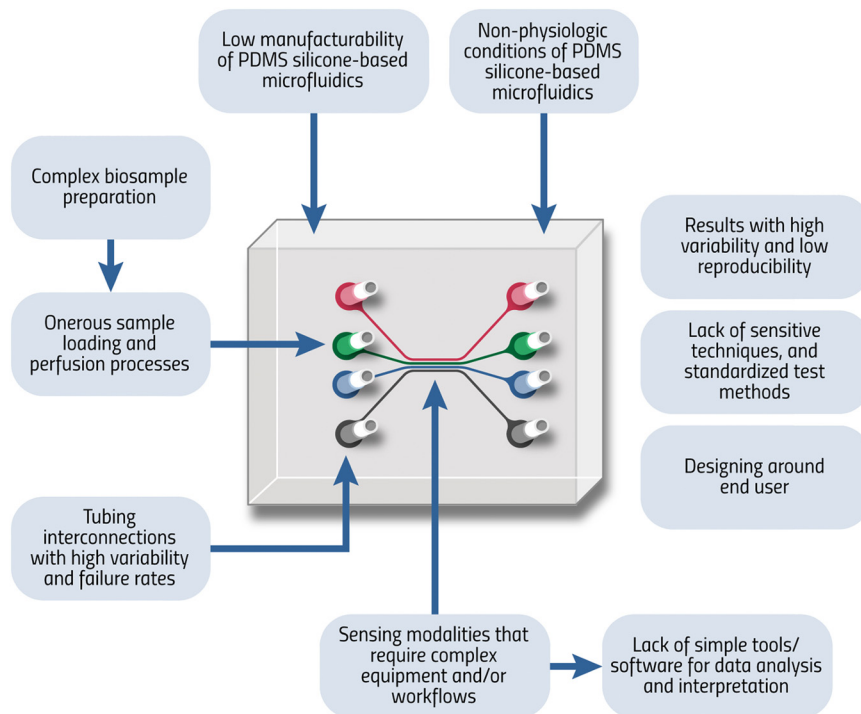 Low manufacturability
of PDMS silicone-based
microfluidics
Non-physiologic
conditions of PDMS
silicone-based
microfluidics
Complex biosample
preparation
Onerous sample
loading and
perfusion processes
Results with high
variability and low
reproducibility
Lack of sensitive
techniques, and
standardized test
methods
Designing around
end user
Tubing
interconnections
with high variability
and failure rates
Sensing modalities that
require complex
equipment and/or
workflows
Lack of simple tools/
software for data analysis
and interpretation